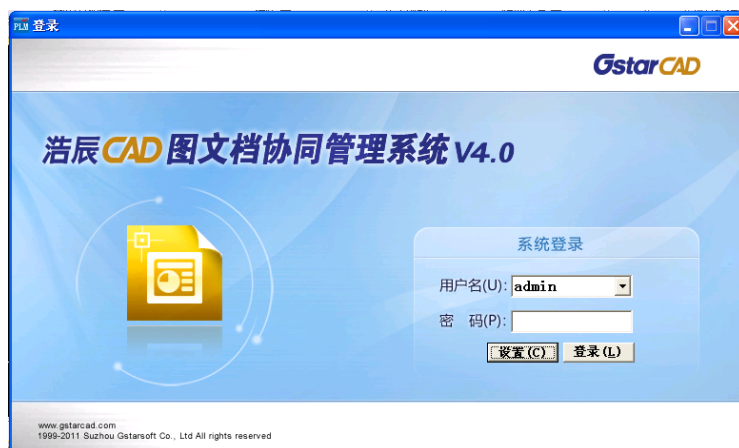 PLM 登录
GstarCAD
浩辰CAD图文档协同管理系统V4.0
系统登录
用户名(U): admin
密 码(P):
设置(C) 登录(L)
www.gstarcad.com
1999-2011 Suzhou Gstarsoft Co., Ltd All rights reserved